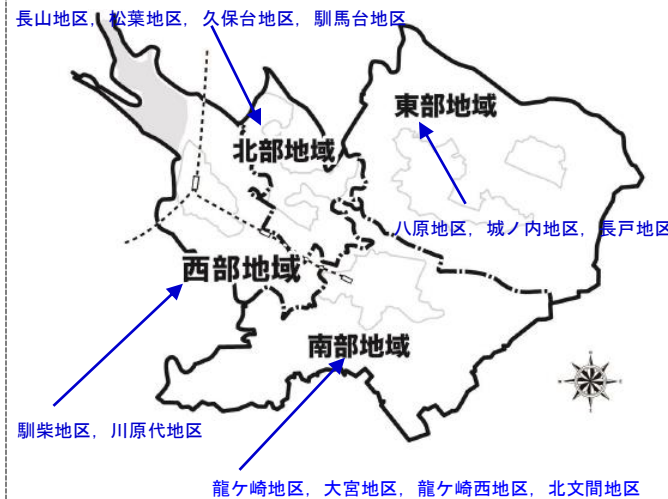 長山地区，松葉地区，久保台地区，馴馬台地区
東部地域
北部地域
八原地区，城ノ内地区，長戸地区
西部地域
南部地域
馴柴地区，川原代地区
龍ケ崎地区，大宮地区，龍ケ崎西地区，北文間地区